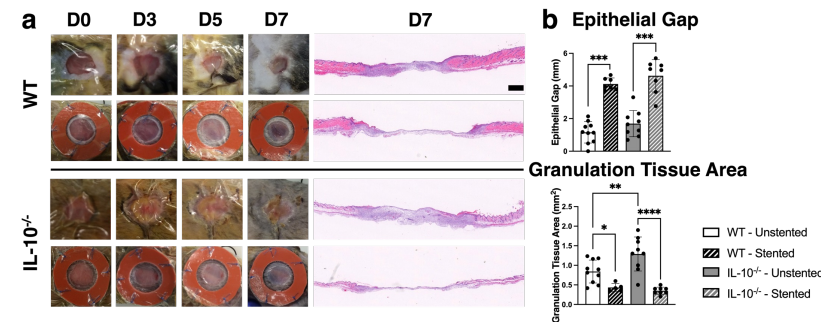 a
D0 D3 D5 D7 D7
WT
IL-10-/-
b
Epithelial Gap
***
***
Epithelial Gap (mm)
6
4
2
0
Granulation Tissue Area
**
*
****
Granulation Tissue Area (mm²)
2.5
2.0
1.5
1.0
0.5
0.0
WT - Unstented
WT - Stented
IL-10-/- - Unstented
IL-10-/- - Stented